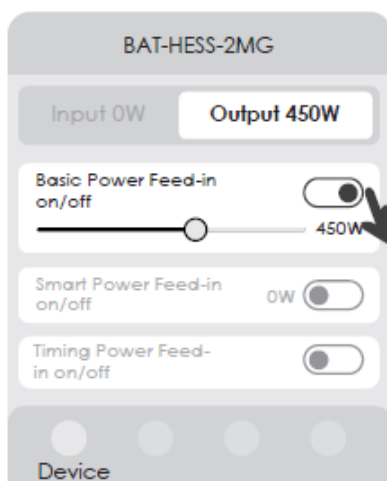 BAT-HESS-2MG
Input 0W Output 450W
Basic Power Feed-in
on/off
450W
Smart Power Feed-in
on/off
0W
Timing Power Feed-
in on/off
Device